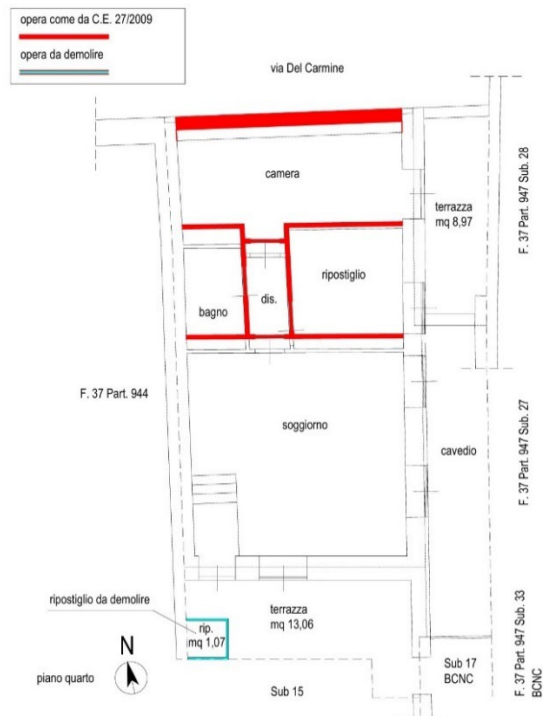 opera come da C.E. 27/2009
opera da demolire
via Del Carmine
camera
terrazza
mq 8,97
F. 37 Part. 947 Sub. 28
ripostiglio
dis.
bagno
F. 37 Part. 944
soggiorno
cavedio
F. 37 Part. 947 Sub. 27
ripostiglio da demolire
terrazza
mq 13,06
rip.
mq 1,07
N
piano quarto
Sub 15
Sub 17
BCNC
F. 37 Part. 947 Sub. 33
BCNC